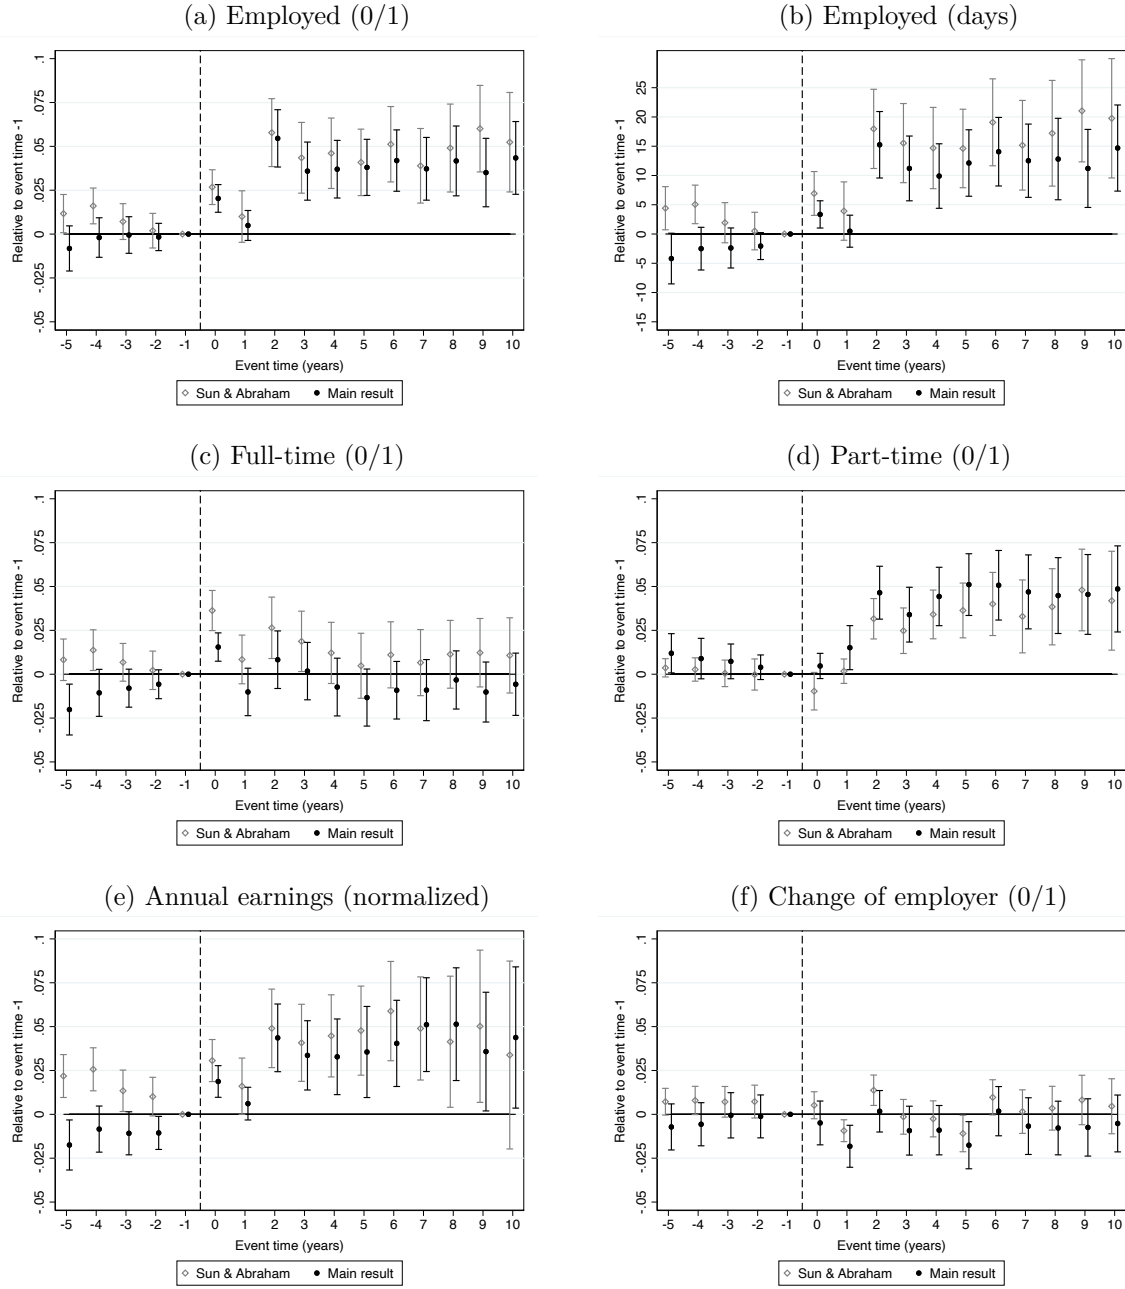 (a) Employed (0/1)
Relative to event time -1
.1
.075
.05
.025
0
-.025
-.05
-5 -4 -3 -2 -1 0 1 2 3 4 5 6 7 8 9 10
Event time (years)
Sun & Abraham Main result
(b) Employed (days)
Relative to event time -1
25
20
15
10
5
0
-5
-10
-15
-5 -4 -3 -2 -1 0 1 2 3 4 5 6 7 8 9 10
Event time (years)
Sun & Abraham Main result
(c) Full-time (0/1)
Relative to event time -1
.1
.075
.05
.025
0
-.025
-.05
-5 -4 -3 -2 -1 0 1 2 3 4 5 6 7 8 9 10
Event time (years)
Sun & Abraham Main result
(d) Part-time (0/1)
Relative to event time -1
.1
.075
.05
.025
0
-.025
-.05
-5 -4 -3 -2 -1 0 1 2 3 4 5 6 7 8 9 10
Event time (years)
Sun & Abraham Main result
(e) Annual earnings (normalized)
Relative to event time -1
.1
.075
.05
.025
0
-.025
-.05
-5 -4 -3 -2 -1 0 1 2 3 4 5 6 7 8 9 10
Event time (years)
Sun & Abraham Main result
(f) Change of employer (0/1)
Relative to event time -1
.1
.075
.05
.025
0
-.025
-.05
-5 -4 -3 -2 -1 0 1 2 3 4 5 6 7 8 9 10
Event time (years)
Sun & Abraham Main result